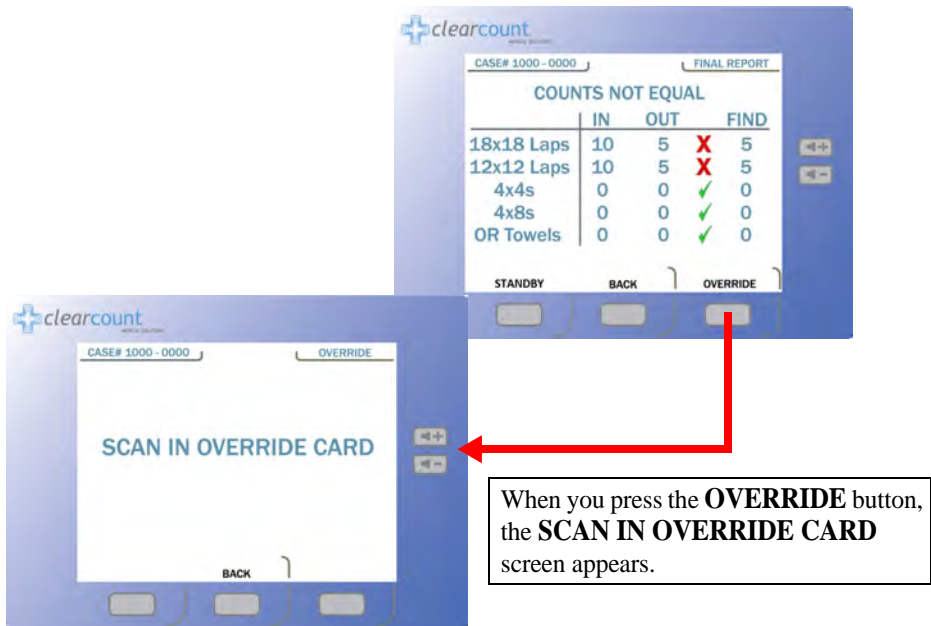 clearcount
CASE# 1000 - 0000
FINAL REPORT
COUNTS NOT EQUAL
IN OUT FIND
18x18 Laps 10 5 X 5
12x12 Laps 10 5 X 5
4x4s 0 0 ✓ 0
4x8s 0 0 ✓ 0
OR Towels 0 0 ✓ 0
STANDBY BACK OVERRIDE
clearcount
CASE# 1000 - 0000
OVERRIDE
SCAN IN OVERRIDE CARD
BACK
When you press the OVERRIDE button,
the SCAN IN OVERRIDE CARD
screen appears.